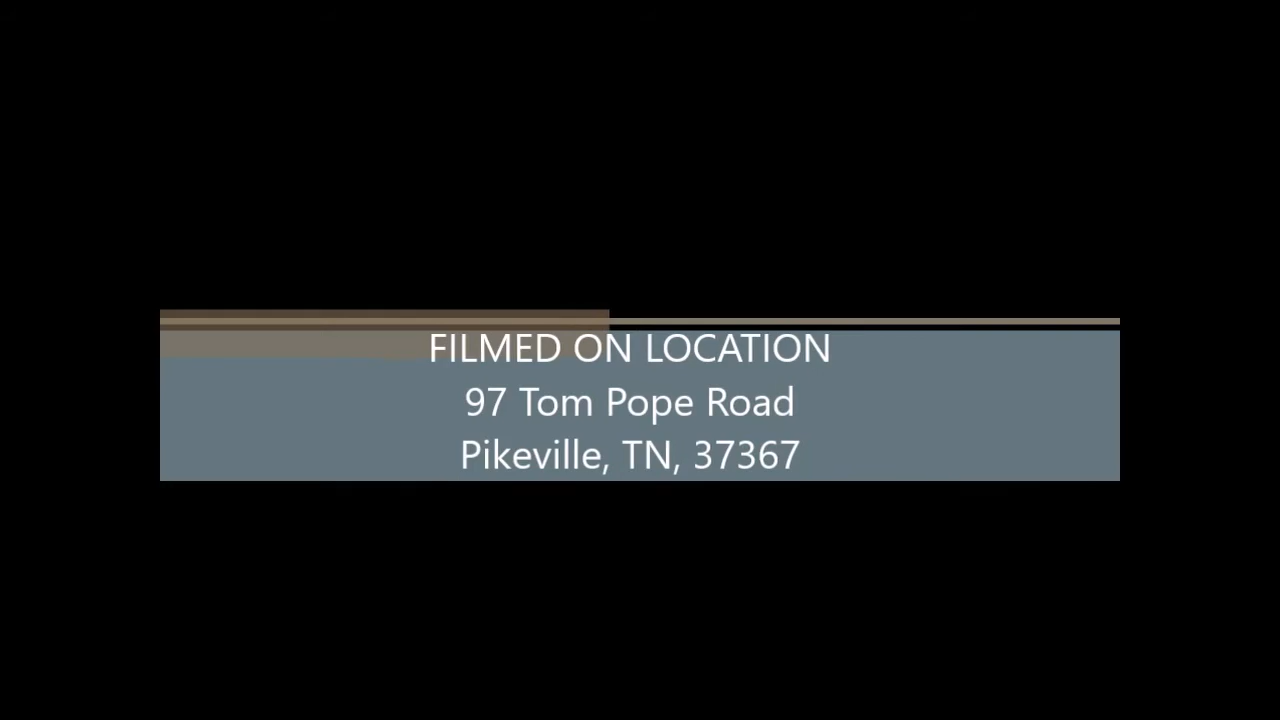 FILMED ON LOCATION
97 Tom Pope Road
Pikeville, TN, 37367